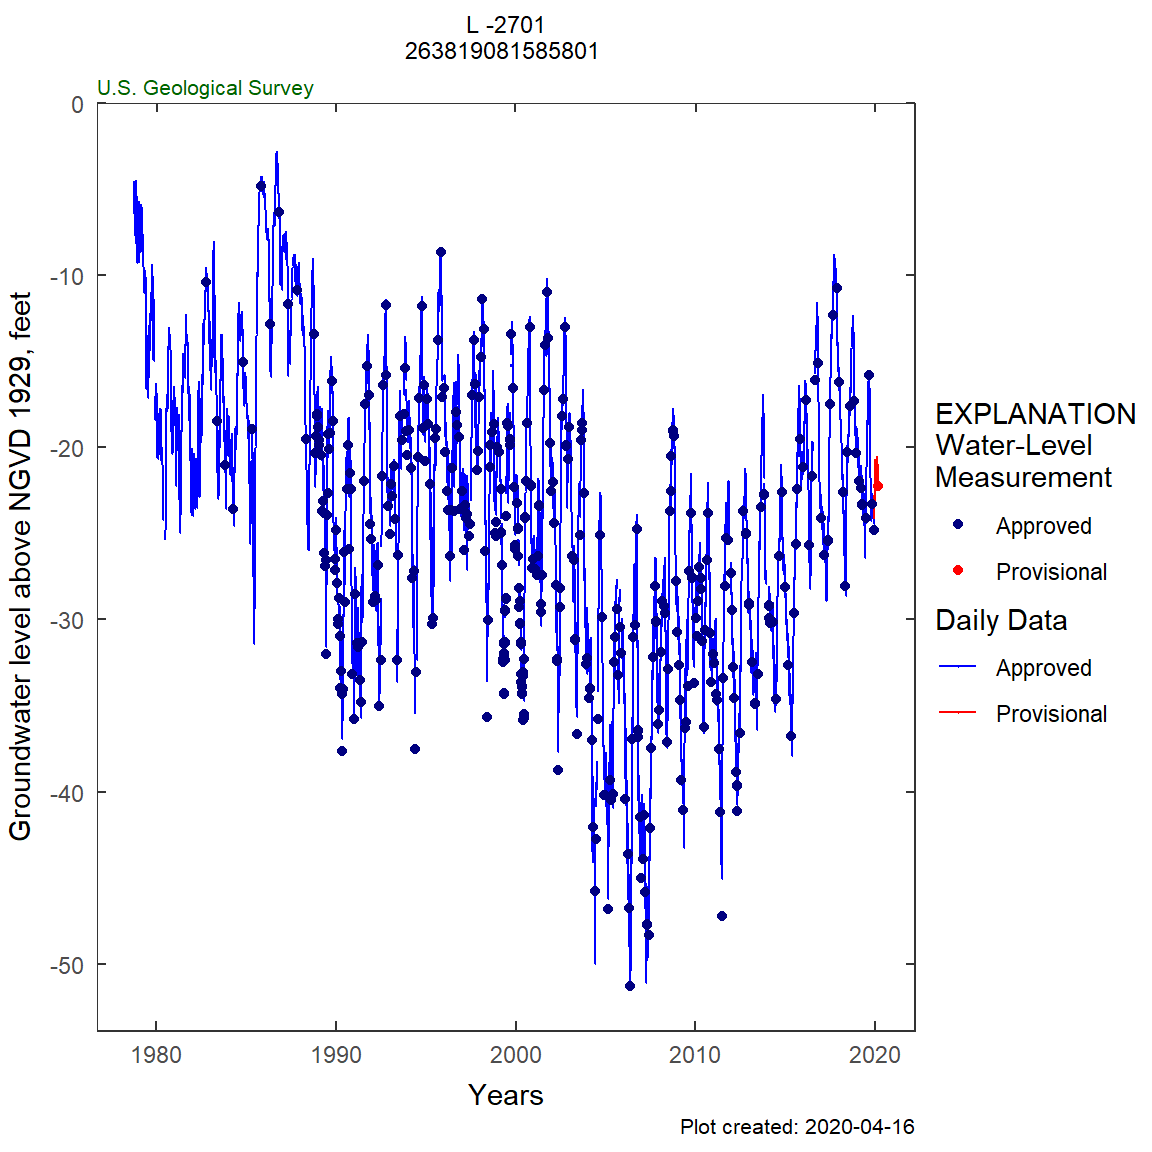 L -2701
263819081585801
U.S. Geological Survey
Groundwater level above NGVD 1929, feet
0
-10
-20
-30
-40
-50
1980
1990
2000
2010
2020
Years
EXPLANATION
Water-Level
Measurement
Approved
Provisional
Daily Data
Approved
Provisional
Plot created: 2020-04-16